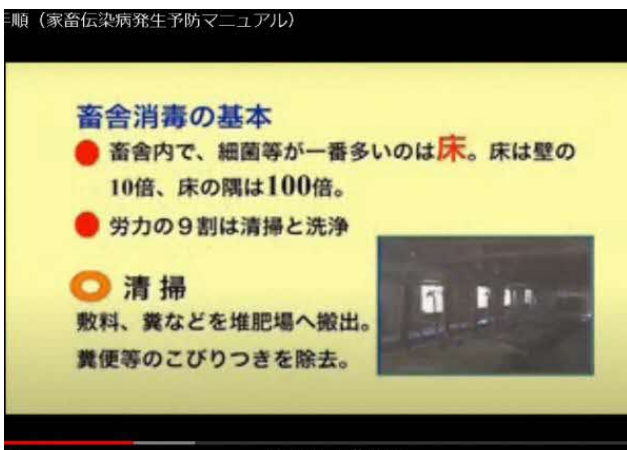 手順（家畜伝染病発生予防マニュアル）
畜舎消毒の基本
畜舎内で、細菌等が一番多いのは床。床は壁の
10倍、床の隅は100倍。
労力の９割は清掃と洗浄
清掃
敷料、糞などを堆肥場へ搬出。
糞便等のこびりつきを除去。